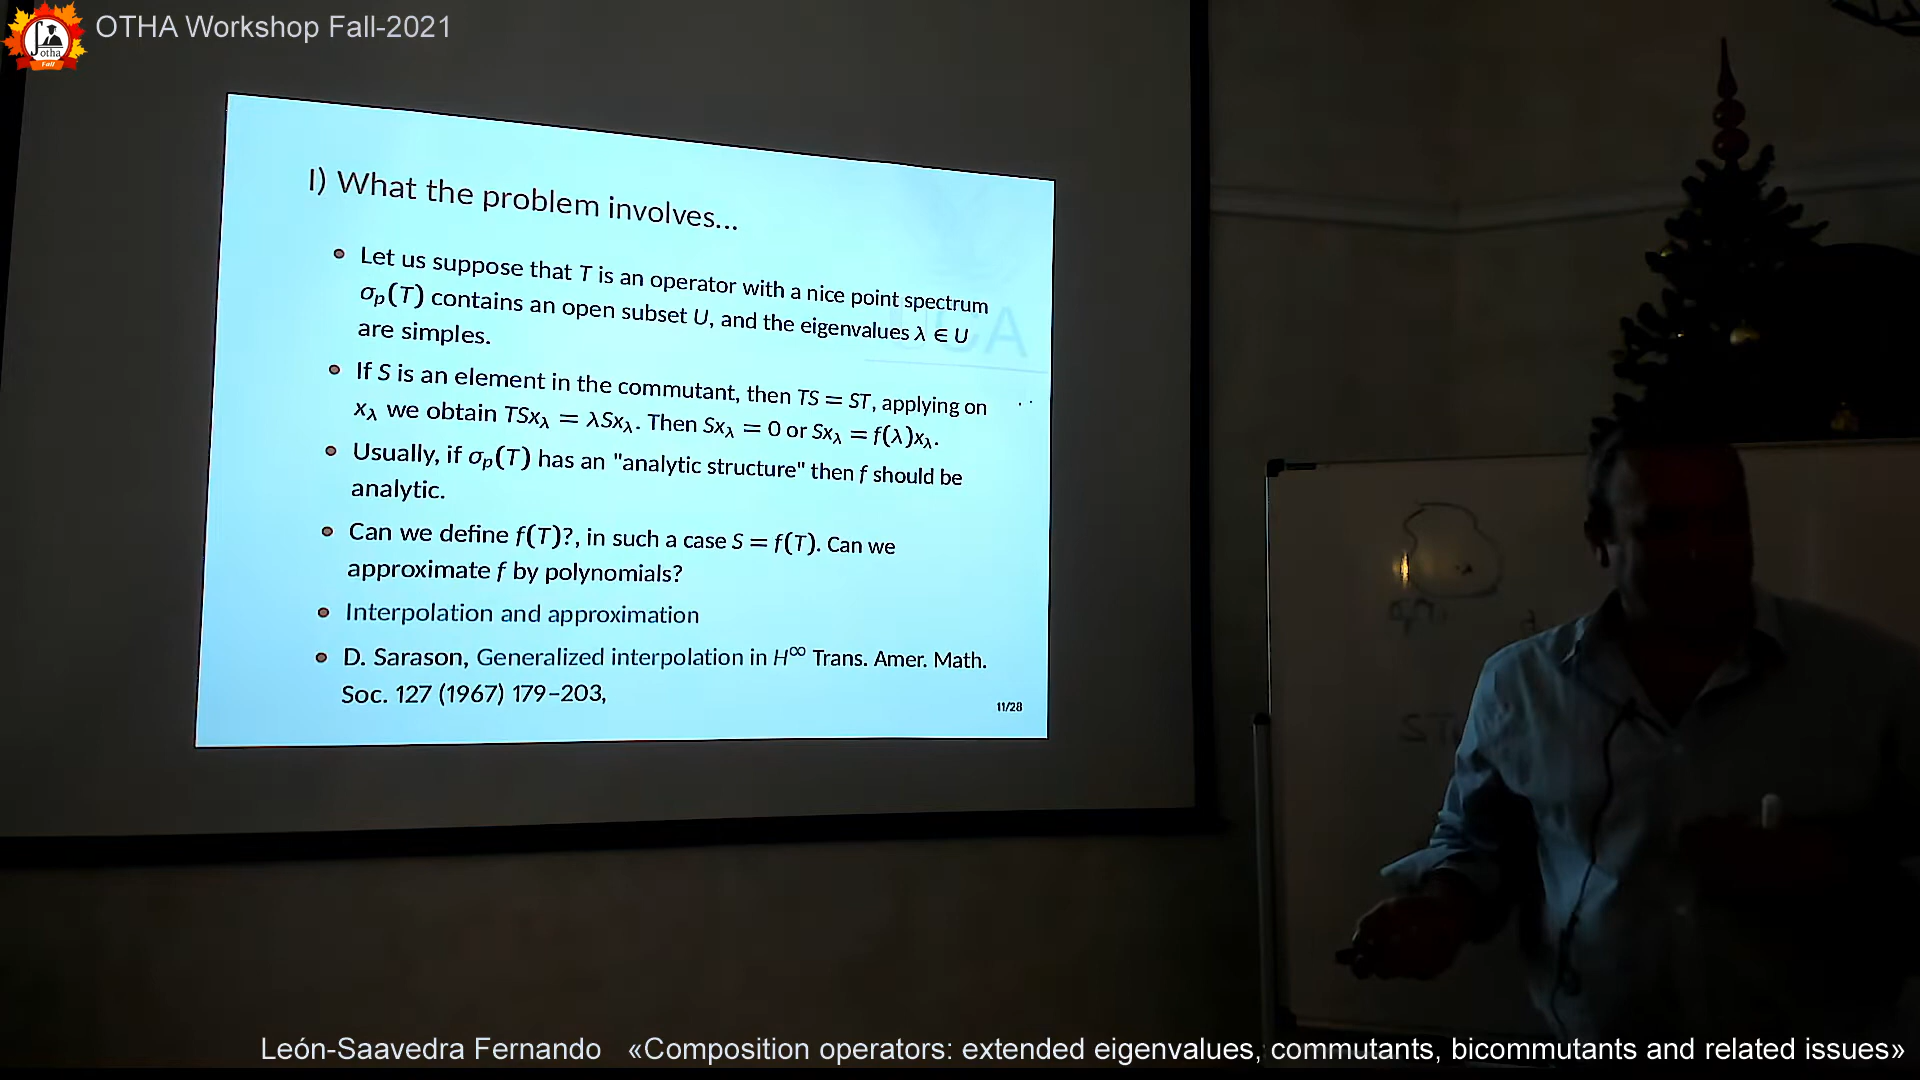 OTHA Workshop Fall-2021
otha
Fall
I) What the problem involves...
Let us suppose that T is an operator with a nice point spectrum
σp(T) contains an open subset U, and the eigenvalues λ ∈ U
are simples.
If S is an element in the commutant, then TS = ST, applying on
xλ we obtain TSxλ = λSxλ. Then Sxλ = 0 or Sxλ = f(λ)xλ.
Usually, if σp(T) has an "analytic structure" then f should be
analytic.
Can we define f(T)?, in such a case S = f(T). Can we
approximate f by polynomials?
Interpolation and approximation
D. Sarason, Generalized interpolation in H∞ Trans. Amer. Math.
Soc. 127 (1967) 179–203,
11/28
León-Saavedra Fernando «Composition operators: extended eigenvalues, commutants, bicommutants and related issues»